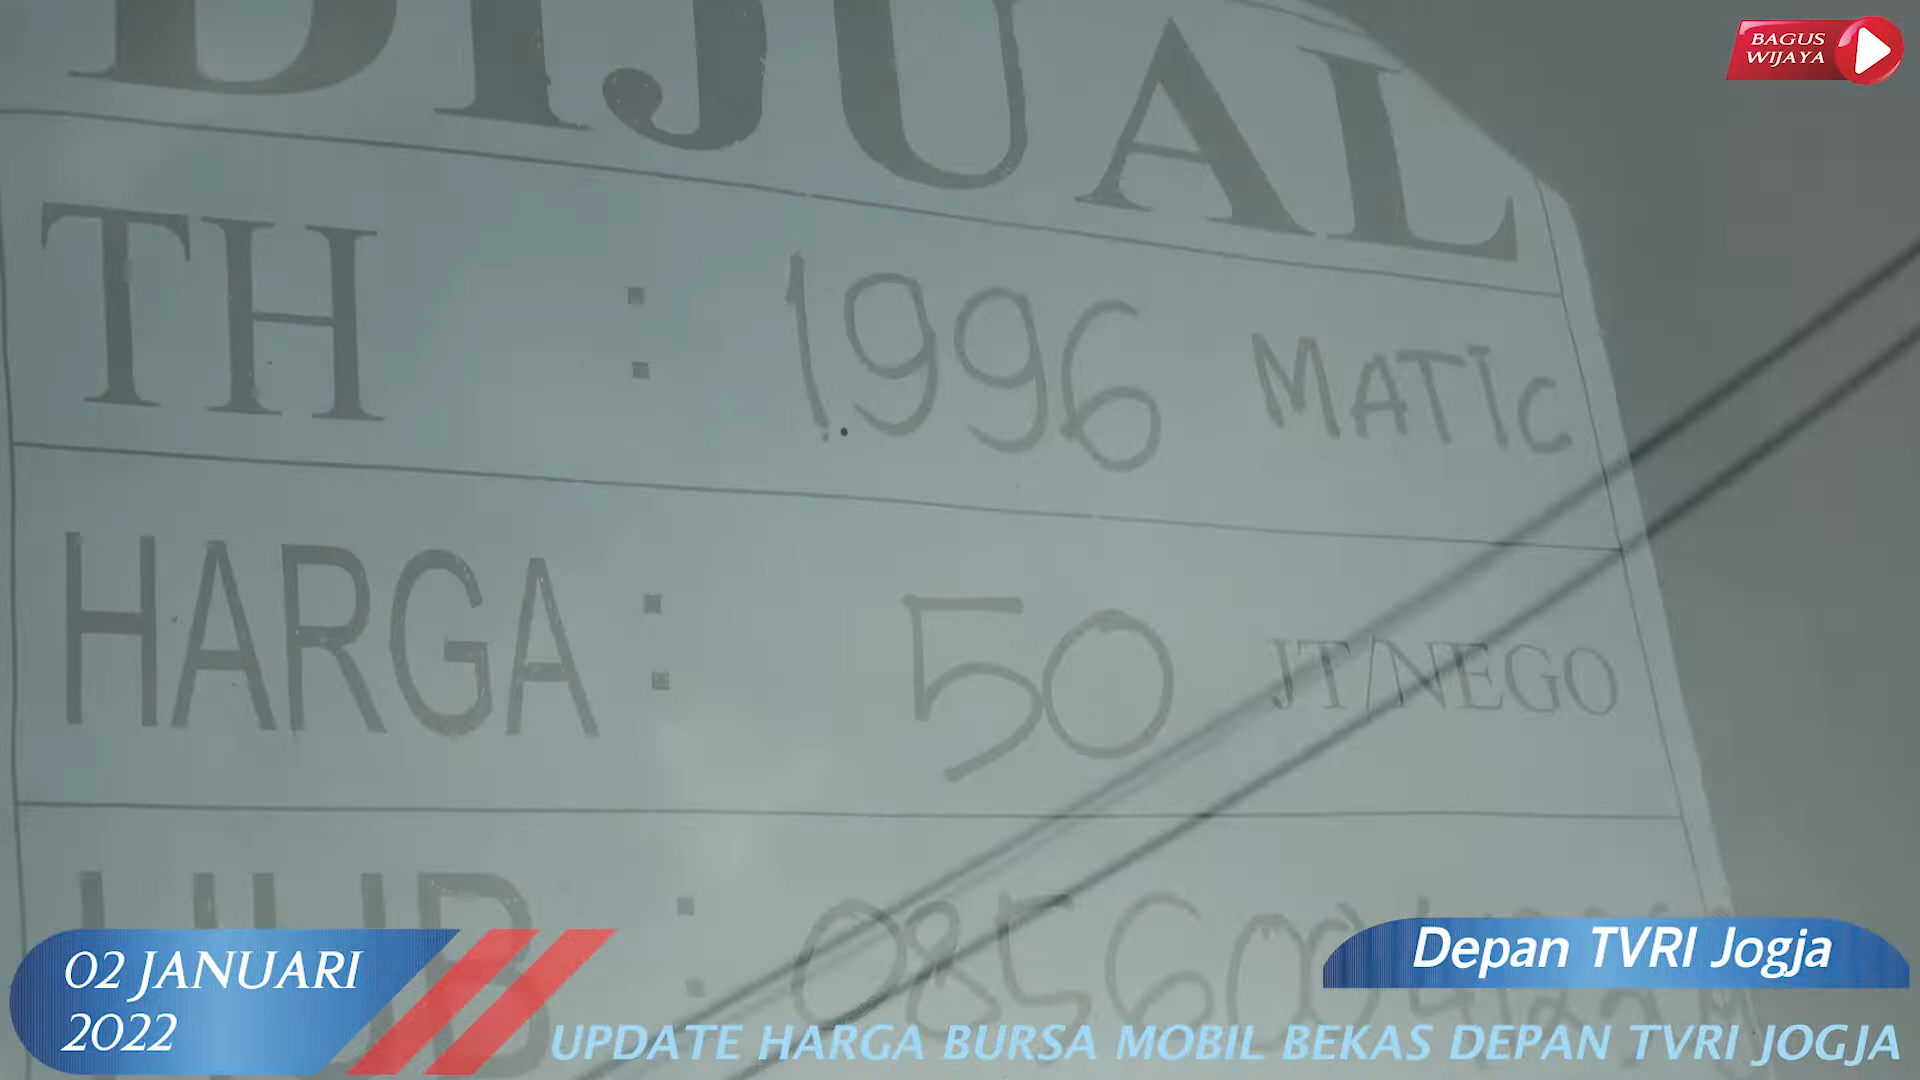 BAGUS
WIJAYA
DIJUAL
TH : 1996 MATIC
HARGA : 50 JT/NEGO
HUB :
02 JANUARI
2022
Depan TVRI Jogja
UPDATE HARGA BURSA MOBIL BEKAS DEPAN TVRI JOGJA